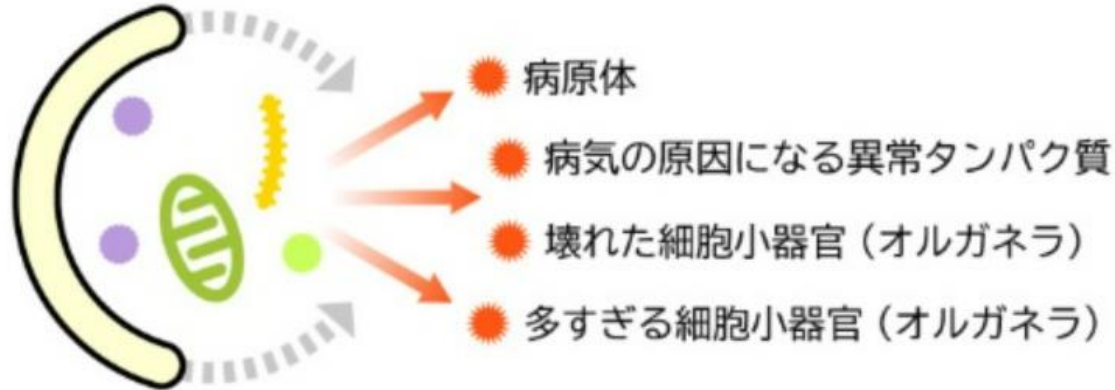 病原体
病気の原因になる異常タンパク質
壊れた細胞小器官（オルガネラ）
多すぎる細胞小器官（オルガネラ）